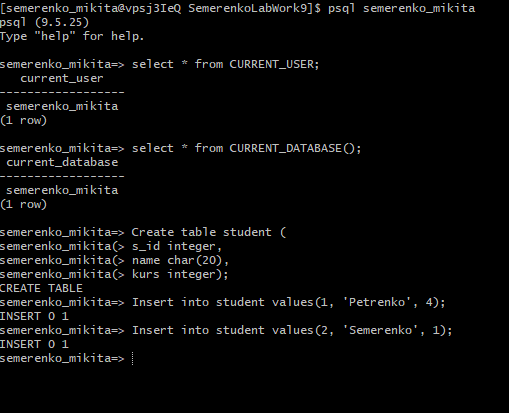 [semerenko_mikita@vpsj3IeQ SemerenkoLabWork9]$ psql semerenko_mikita
psql (9.5.25)
Type "help" for help.
semerenko_mikita=> select * from CURRENT_USER;
current_user
------------------
semerenko_mikita
(1 row)
semerenko_mikita=> select * from CURRENT_DATABASE();
current_database
------------------
semerenko_mikita
(1 row)
semerenko_mikita=> Create table student (
semerenko_mikita(> s_id integer,
semerenko_mikita(> name char(20),
semerenko_mikita(> kurs integer);
CREATE TABLE
semerenko_mikita=> Insert into student values(1, 'Petrenko', 4);
INSERT 0 1
semerenko_mikita=> Insert into student values(2, 'Semerenko', 1);
INSERT 0 1
semerenko_mikita=>